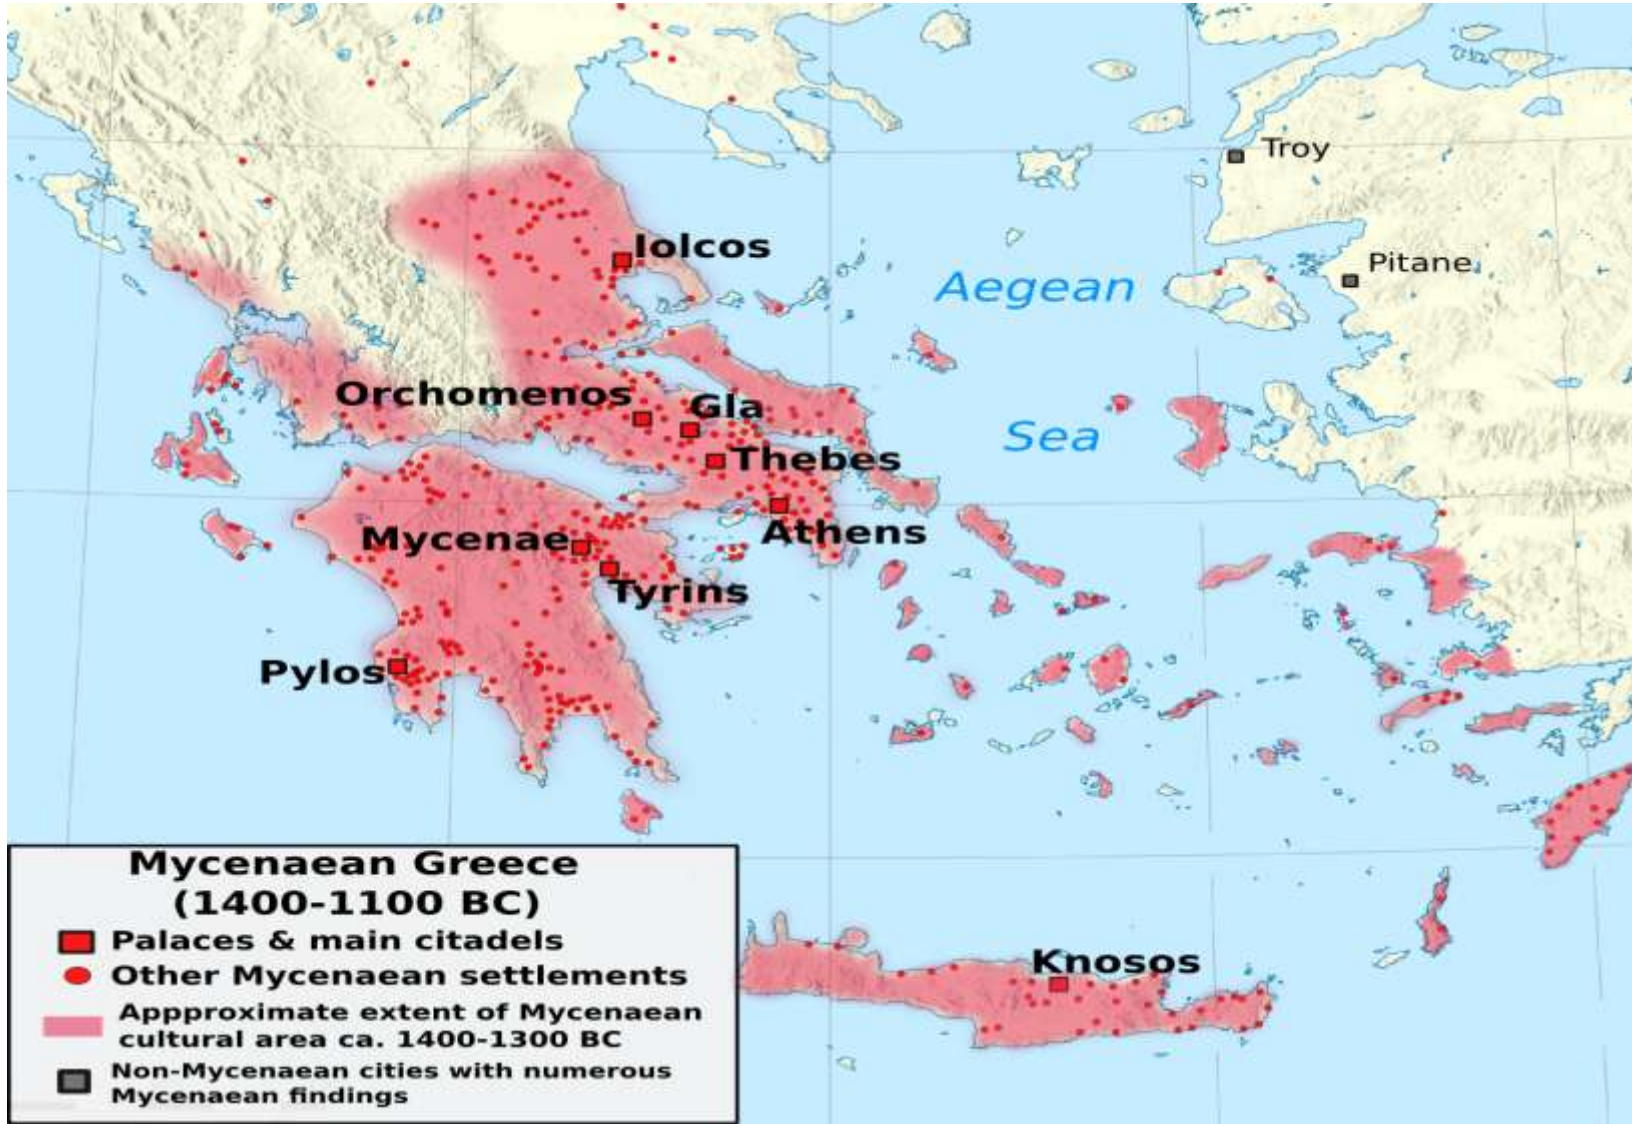 Troy
Iolcos
Pitane
Aegean
Orchomenos
Gla
Sea
Thebes
Mycenae
Athens
Tyrins
Pylos
Mycenaean Greece
(1400-1100 BC)
Palaces & main citadels
Other Mycenaean settlements
Appproximate extent of Mycenaean
cultural area ca. 1400-1300 BC
Non-Mycenaean cities with numerous
Mycenaean findings
Knosos